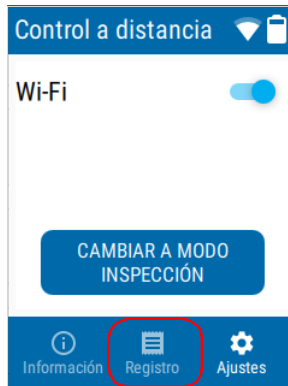 Control a distancia
Wi-Fi
CAMBIAR A MODO
INSPECCIÓN
Información Registro Ajustes